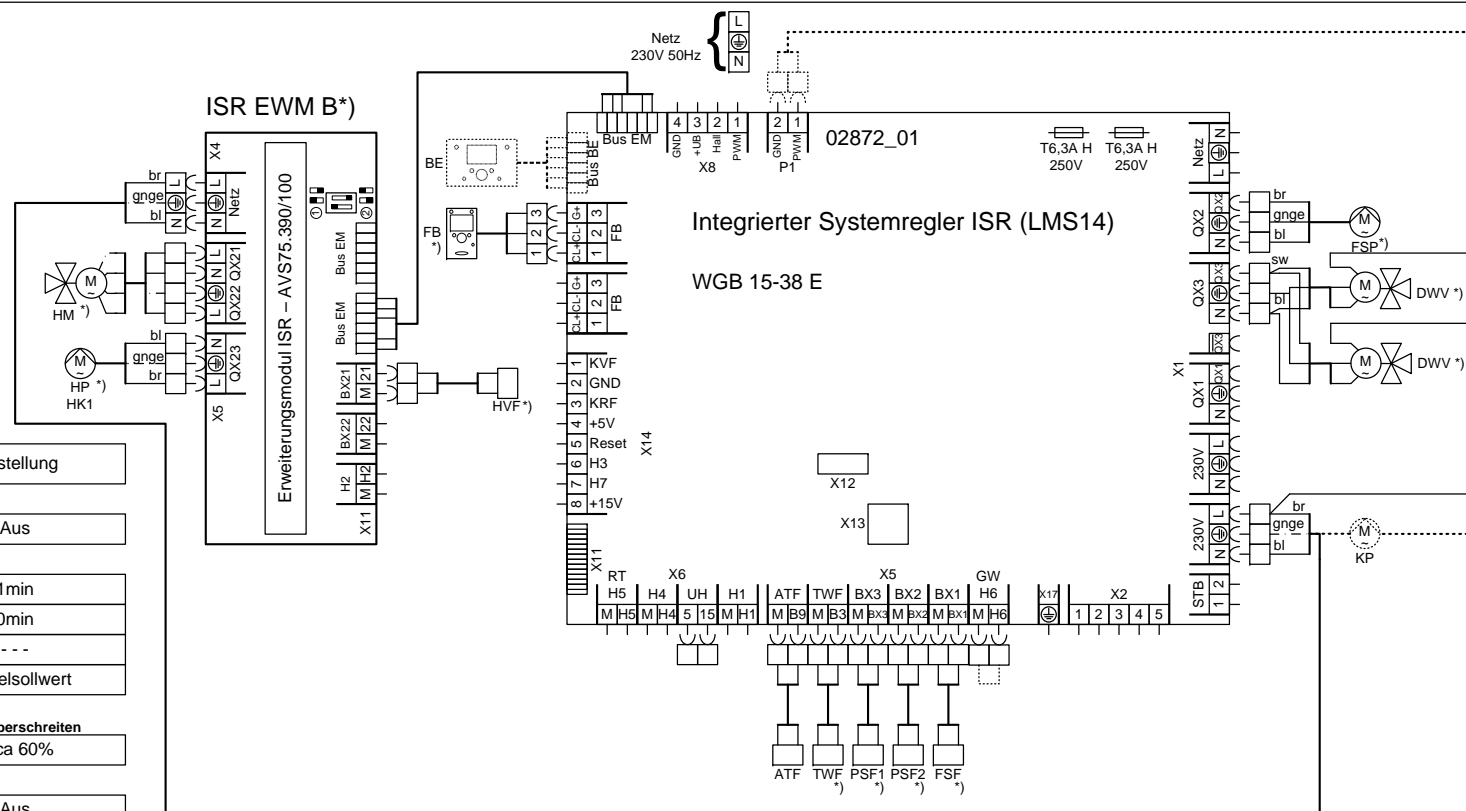 Netz
230V 50Hz
L
N
ISR EWM B*)
Erweiterungsmodul ISR – AVS75.390/100
X4
br
gnge
bl
L
N
L
N
Netz
1
2
Bus EM
Bus EM
HM *)
M
~
L
N
L
QX21
QX22
bl
gnge
br
N
L
QX23
M
~
HP *)
HK1
X5
BX21
M 21
BX22
M 22
H2
M H2
X11
HVF*)
BE
Bus BE
Bus EM
4 3 2 1
GND +UB Hall PWM
X8
2 1
GND PWM
P1
02872_01
T6,3A H
250V
T6,3A H
250V
Integrierter Systemregler ISR (LMS14)
WGB 15-38 E
FB
*)
3
2
1
G+ 3
CL- 2
CL+ 1
FB
G+ 3
CL- 2
CL+ 1
FB
1 KVF
2 GND
3 KRF
4 +5V
5 Reset
6 H3
7 H7
8 +15V
X14
X11
X12
X13
Netz
N
L
QX2
QX2
N
br
gnge
bl
M
~
FSP*)
QX3
QX3
N
sw
bl
M
~
DWV *)
QX3
M
~
DWV *)
X1
QX1
QX1
N
230V
L
N
230V
L
N
br
gnge
bl
M
~
KP
STB
1 2
RT X6 X5 GW
H5 H4 UH H1 ATF TWF BX3 BX2 BX1 H6
M H5 M H4 5 15 M H1 M B9 M B3 M BX3 M BX2 M BX1 M H6
X17
X2
1 2 3 4 5
ATF TWF PSF1 PSF2 FSF
*) *) *) *)
stellung
Aus
1min
0min
- - -
elsollwert
berschreiten
ca 60%
Aus